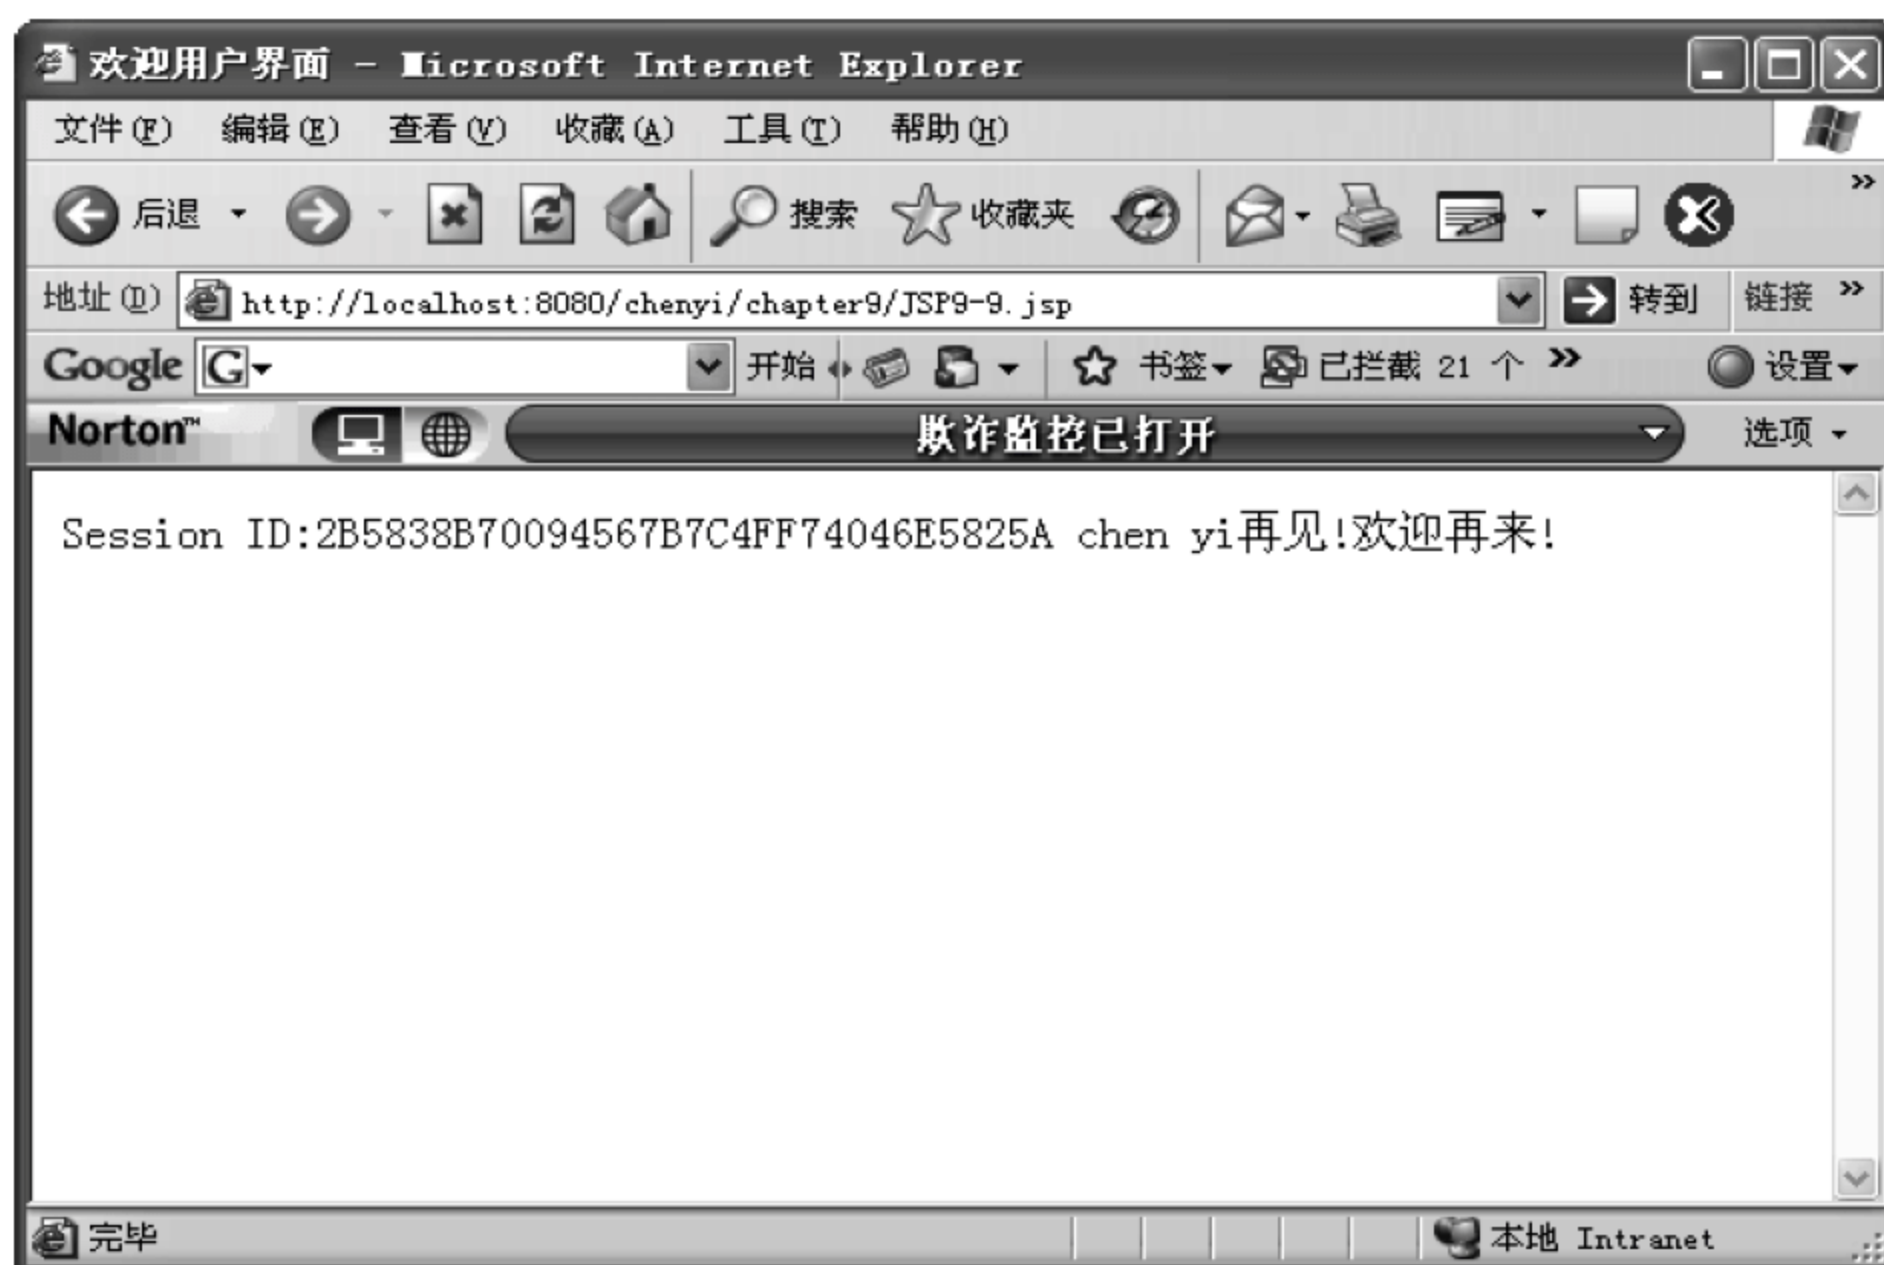 欢迎用户界面 - Microsoft Internet Explorer
文件(F) 编辑(E) 查看(V) 收藏(A) 工具(T) 帮助(H)
后退 搜索 收藏夹 »
地址(D) http://localhost:8080/chenyi/chapter9/JSP9-9.jsp 转到 链接 »
Google G 开始 书签 已拦截 21 个 » 设置
Norton™ 欺诈监控已打开 选项
Session ID:2B5838B70094567B7C4FF74046E5825A chen yi再见!欢迎再来!
完毕 本地 Intranet